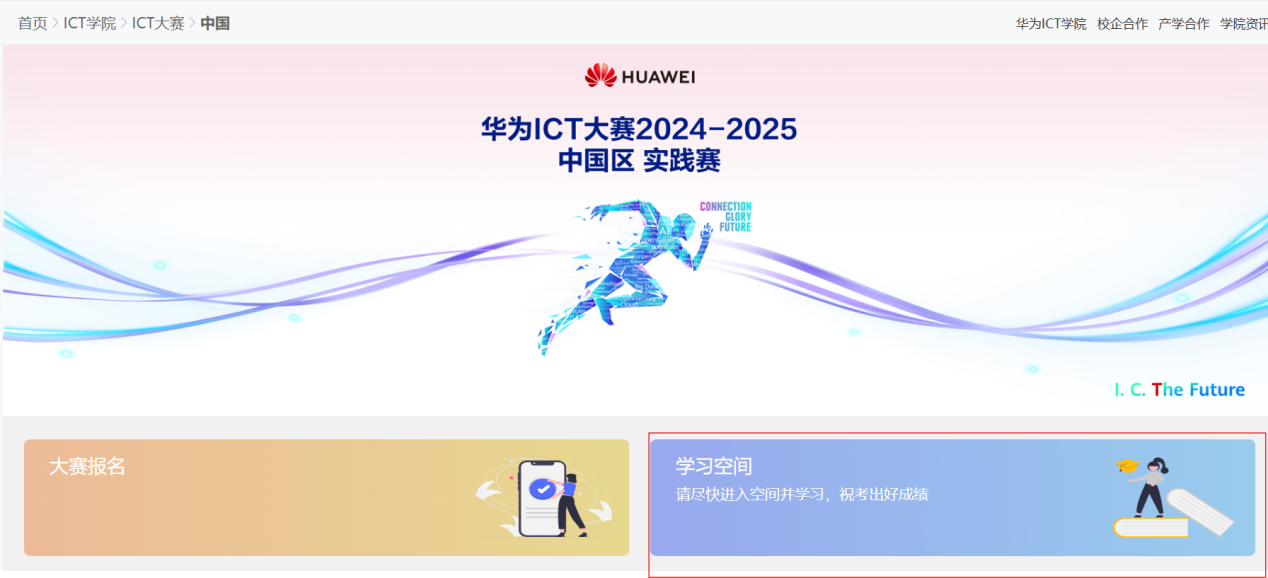 首页 > ICT学院 > ICT大赛 > 中国
华为ICT学院 校企合作 产学合作 学院资讯
HUAWEI
华为ICT大赛2024-2025
中国区 实践赛
CONNECTION
GLORY
FUTURE
AI
Big Data
I. C. The Future
大赛报名
学习空间
请尽快进入空间并学习，祝考出好成绩